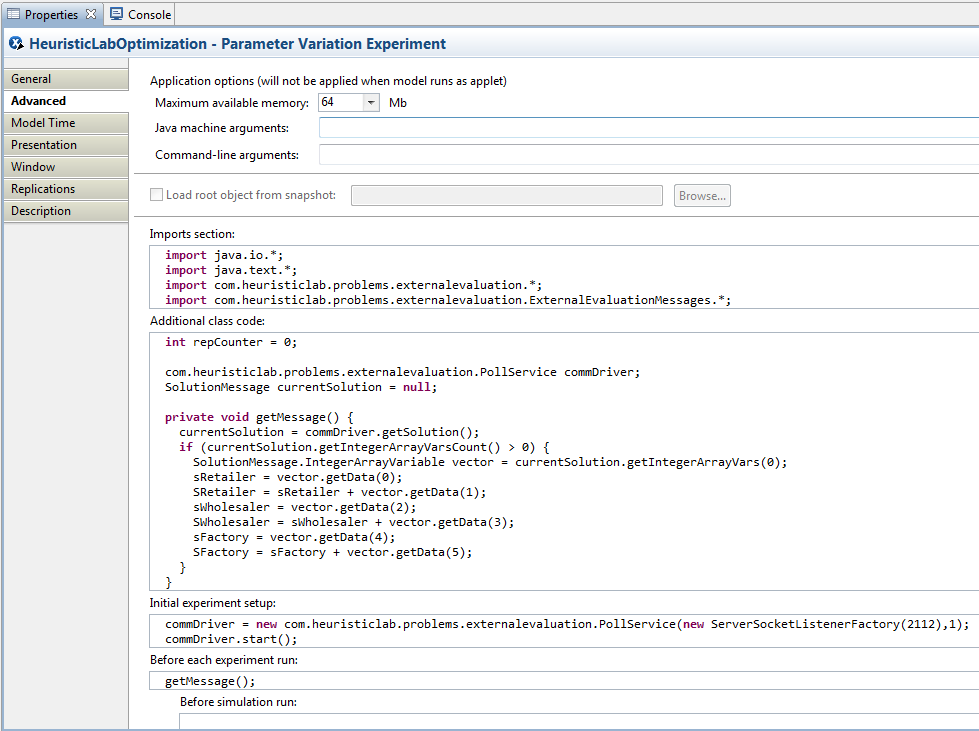 Properties Console
HeuristicLabOptimization - Parameter Variation Experiment
General
Advanced
Model Time
Presentation
Window
Replications
Description
Application options (will not be applied when model runs as applet)
Maximum available memory: 64 Mb
Java machine arguments:
Command-line arguments:
Load root object from snapshot: Browse...
Imports section:
import java.io.*;
import java.text.*;
import com.heuristiclab.problems.externalevaluation.*;
import com.heuristiclab.problems.externalevaluation.ExternalEvaluationMessages.*;
Additional class code:
int repCounter = 0;
com.heuristiclab.problems.externalevaluation.PollService commDriver;
SolutionMessage currentSolution = null;
private void getMessage() {
currentSolution = commDriver.getSolution();
if (currentSolution.getIntegerArrayVarsCount() > 0) {
SolutionMessage.IntegerArrayVariable vector = currentSolution.getIntegerArrayVars(0);
sRetailer = vector.getData(0);
SRetailer = sRetailer + vector.getData(1);
sWholesaler = vector.getData(2);
SWholesaler = sWholesaler + vector.getData(3);
sFactory = vector.getData(4);
SFactory = sFactory + vector.getData(5);
}
}
Initial experiment setup:
commDriver = new com.heuristiclab.problems.externalevaluation.PollService(new ServerSocketListenerFactory(2112),1);
commDriver.start();
Before each experiment run:
getMessage();
Before simulation run: